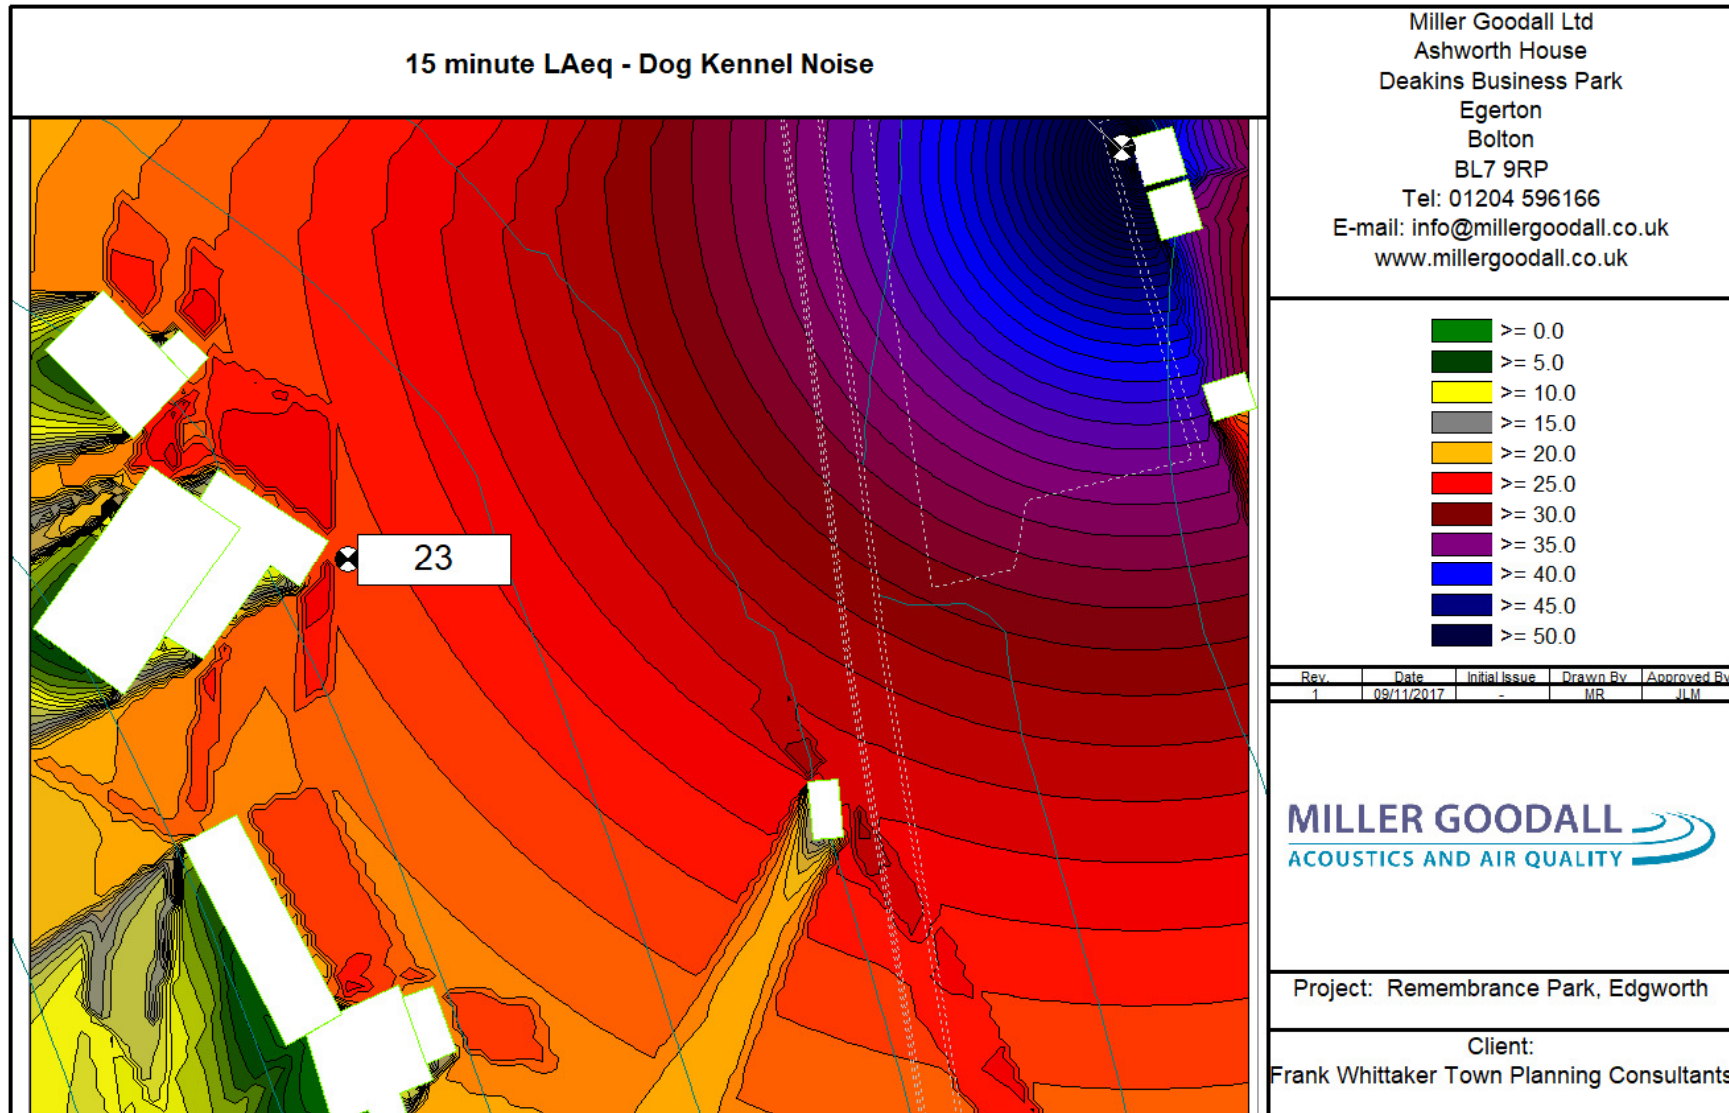 15 minute LAeq - Dog Kennel Noise
Miller Goodall Ltd
Ashworth House
Deakins Business Park
Egerton
Bolton
BL7 9RP
Tel: 01204 596166
E-mail: info@millergoodall.co.uk
www.millergoodall.co.uk
23
>= 0.0
>= 5.0
>= 10.0
>= 15.0
>= 20.0
>= 25.0
>= 30.0
>= 35.0
>= 40.0
>= 45.0
>= 50.0
Rev. Date Initial Issue Drawn By Approved By
1 09/11/2017 - MR JLM
MILLER GOODALL
ACOUSTICS AND AIR QUALITY
Project: Remembrance Park, Edgworth
Client:
Frank Whittaker Town Planning Consultants